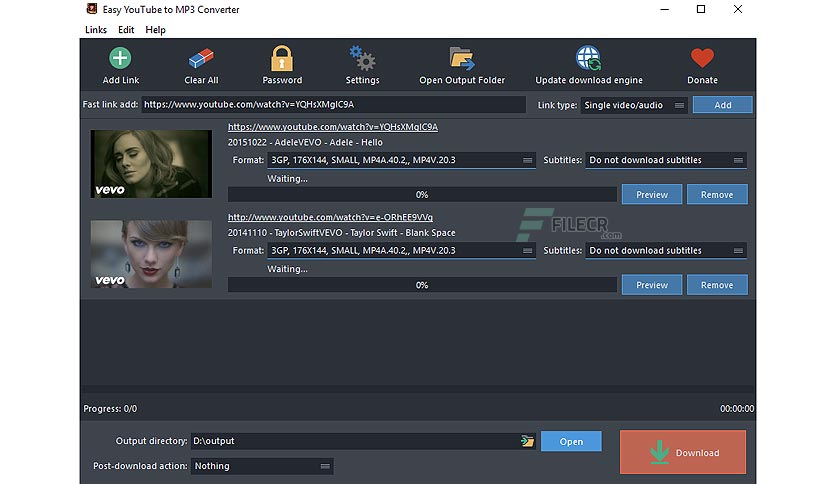 Easy YouTube to MP3 Converter
Links Edit Help
Add Link Clear All Password Settings Open Output Folder Update download engine Donate
Fast link add: https://www.youtube.com/watch?v=YQHsXMglC9A Link type: Single video/audio Add
https://www.youtube.com/watch?v=YQHsXMglC9A
20151022 - AdeleVEVO - Adele - Hello
Format: 3GP, 176X144, SMALL, MP4A.40.2,, MP4V.20.3 Subtitles: Do not download subtitles
Waiting...
0% Preview Remove
vevo
http://www.youtube.com/watch?v=e-ORhEE9VVg
20141110 - TaylorSwiftVEVO - Taylor Swift - Blank Space
FILECR
.com
Format: 3GP, 176X144, SMALL, MP4A.40.2,, MP4V.20.3 Subtitles: Do not download subtitles
Waiting...
0% Preview Remove
vevo
Progress: 0/0 00:00:00
Output directory: D:\output Open
Download
Post-download action: Nothing